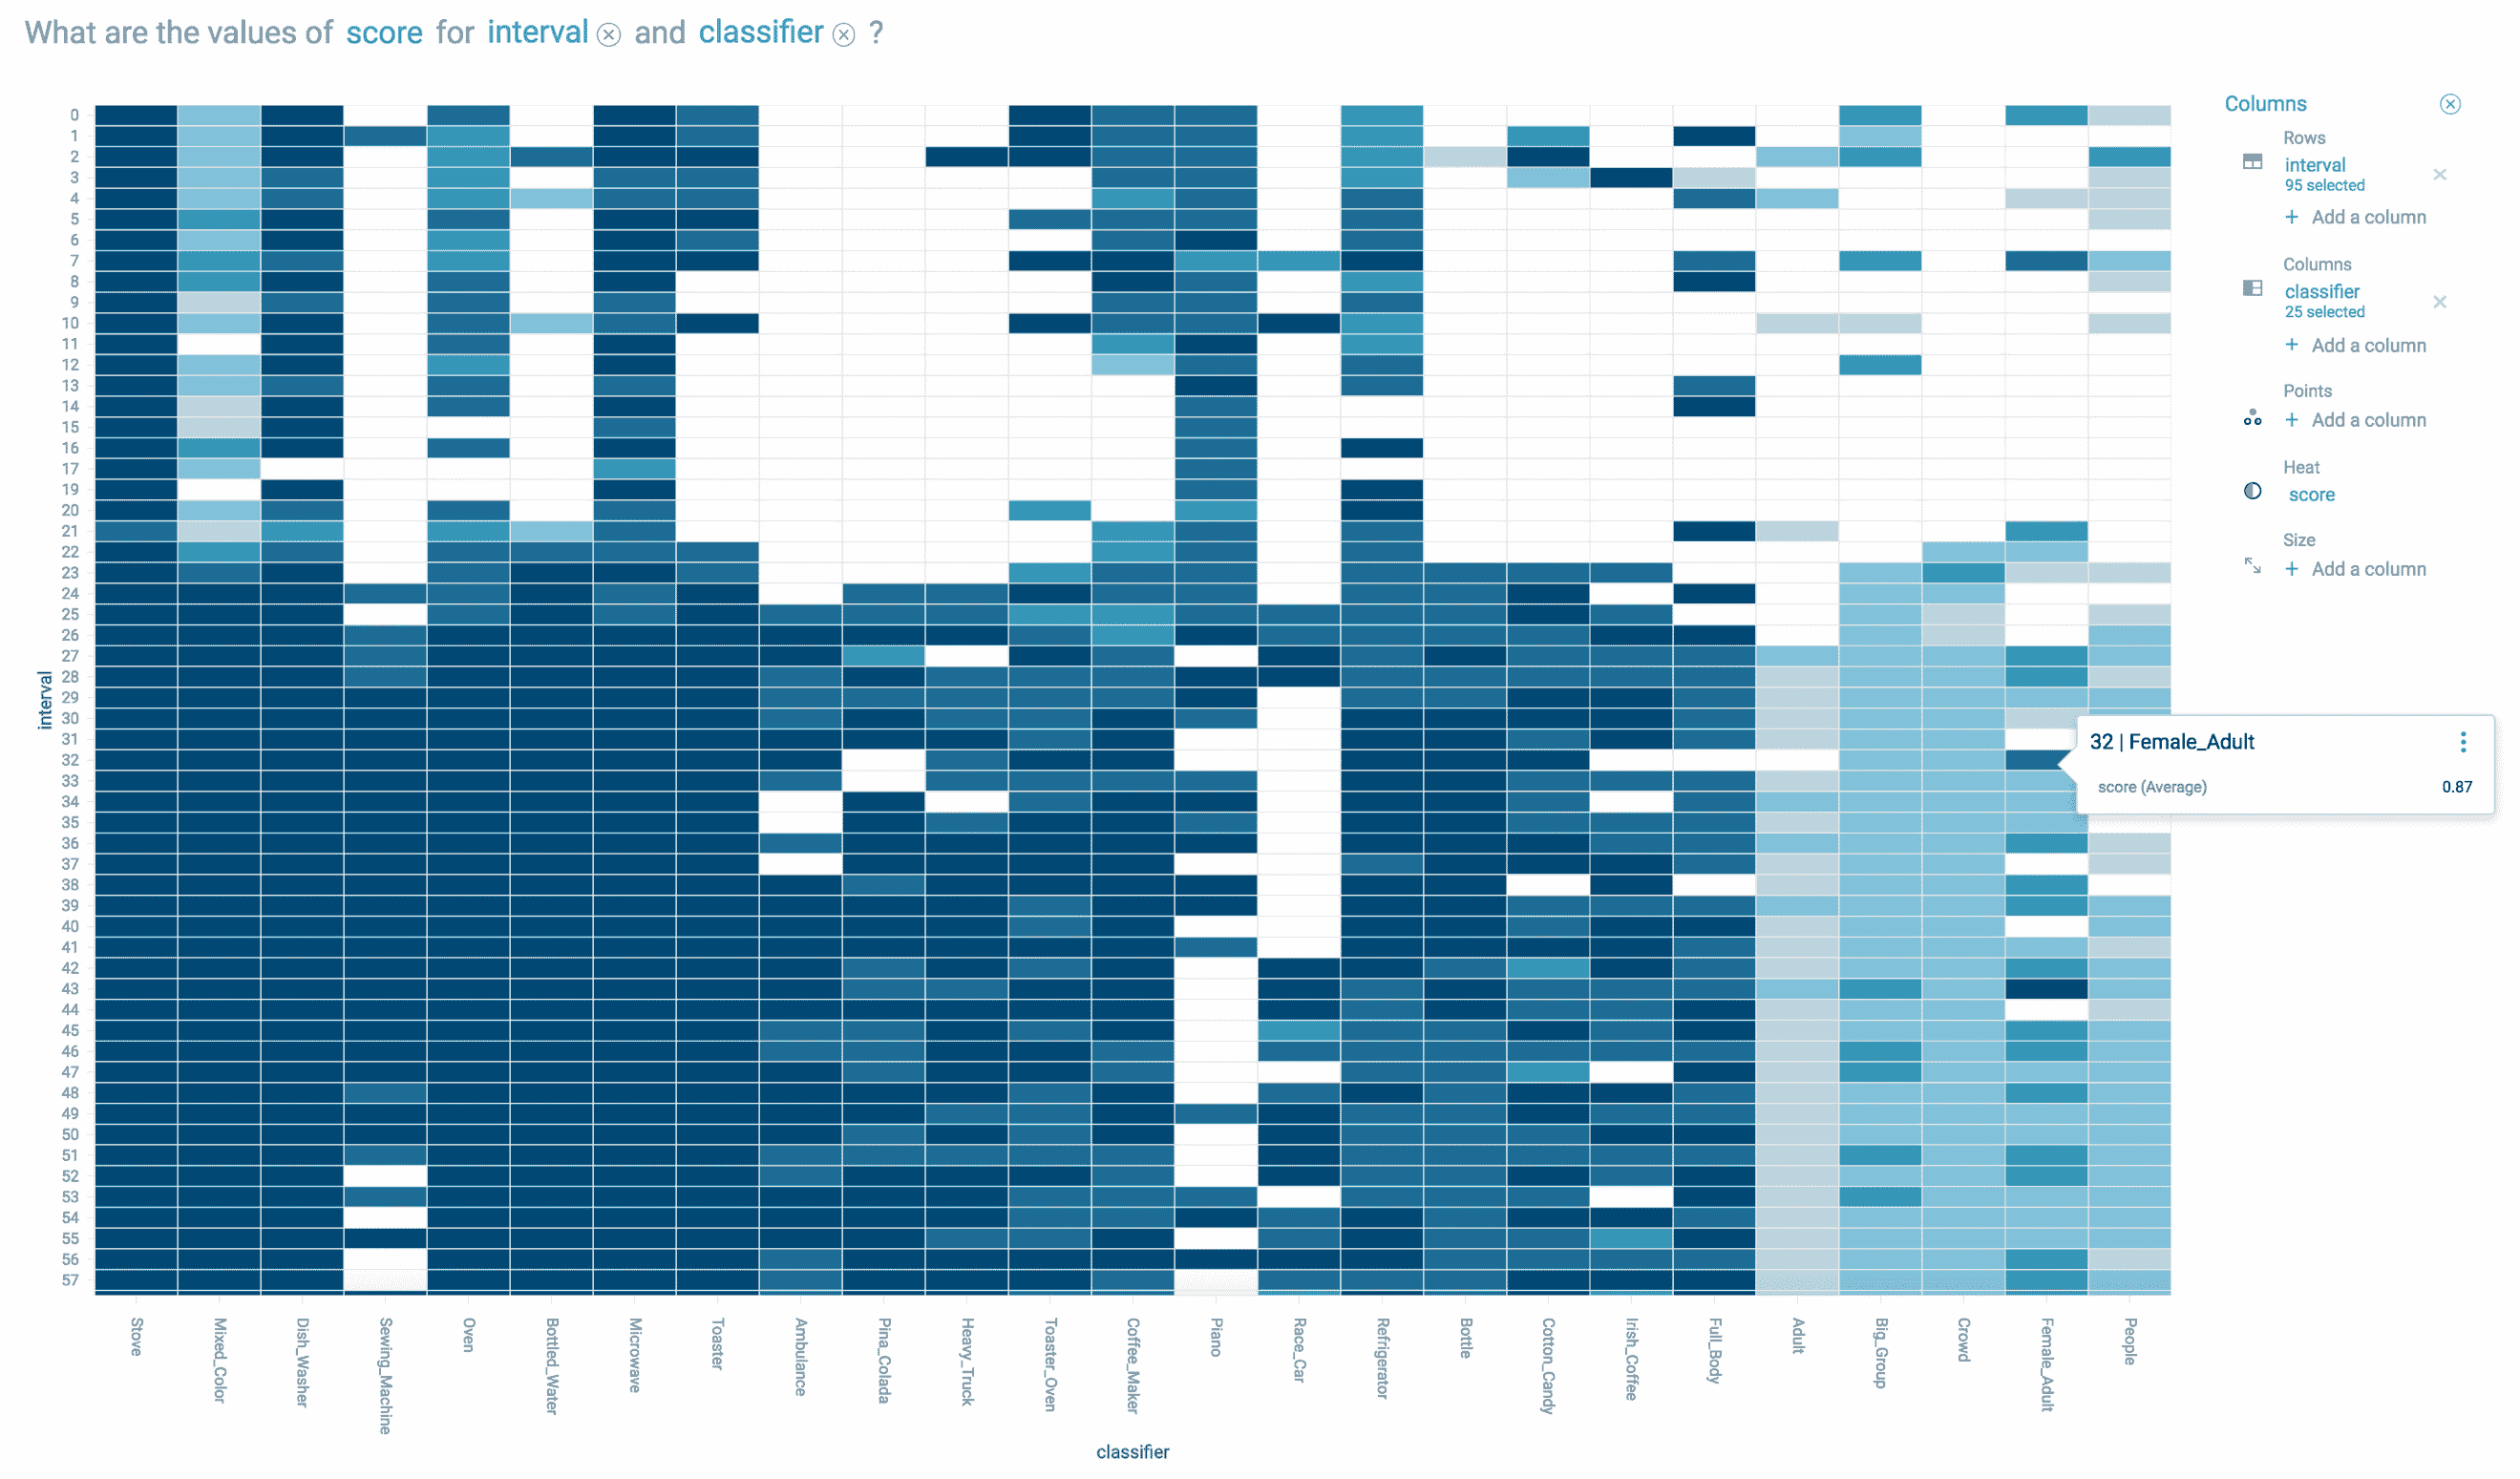 What are the values of score for interval and classifier ?
Columns
Rows
interval
95 selected
+ Add a column
Columns
classifier
25 selected
+ Add a column
Points
+ Add a column
Heat
score
Size
+ Add a column
interval
0
1
2
3
4
5
6
7
8
9
10
11
12
13
14
15
16
17
19
20
21
22
23
24
25
26
27
28
29
30
31
32
33
34
35
36
37
38
39
40
41
42
43
44
45
46
47
48
49
50
51
52
53
54
55
56
57
32 | Female_Adult
score (Average) 0.87
Stove
Mixed_Color
Dish_Washer
Sewing_Machine
Oven
Bottled_Water
Microwave
Toaster
Ambulance
Pina_Colada
Heavy_Truck
Toaster_Oven
Coffee_Maker
Piano
Race_Car
Refrigerator
Bottle
Cotton_Candy
Irish_Coffee
Full_Body
Adult
Big_Group
Crowd
Female_Adult
People
classifier